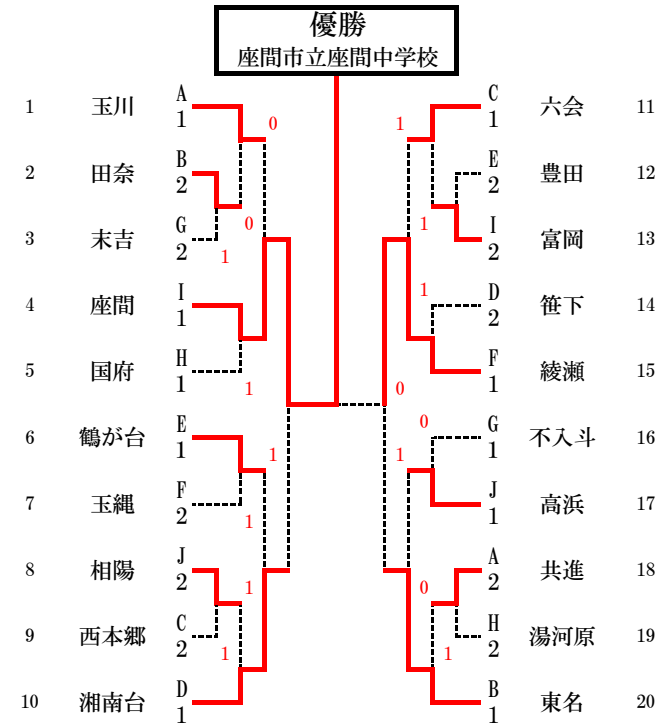 優勝
座間市立座間中学校
1 玉川 A 1
2 田奈 B 2
3 末吉 G 2
4 座間 I 1
5 国府 H 1
6 鶴が台 E 1
7 玉縄 F 2
8 相陽 J 2
9 西本郷 C 2
10 湘南台 D 1
0
0
1
1
1
1
1
1
C 1 六会 11
E 2 豊田 12
I 2 富岡 13
D 2 笹下 14
F 1 綾瀬 15
G 1 不入斗 16
J 1 高浜 17
A 2 共進 18
H 2 湯河原 19
B 1 東名 20
1
1
1
0
0
1
0
1